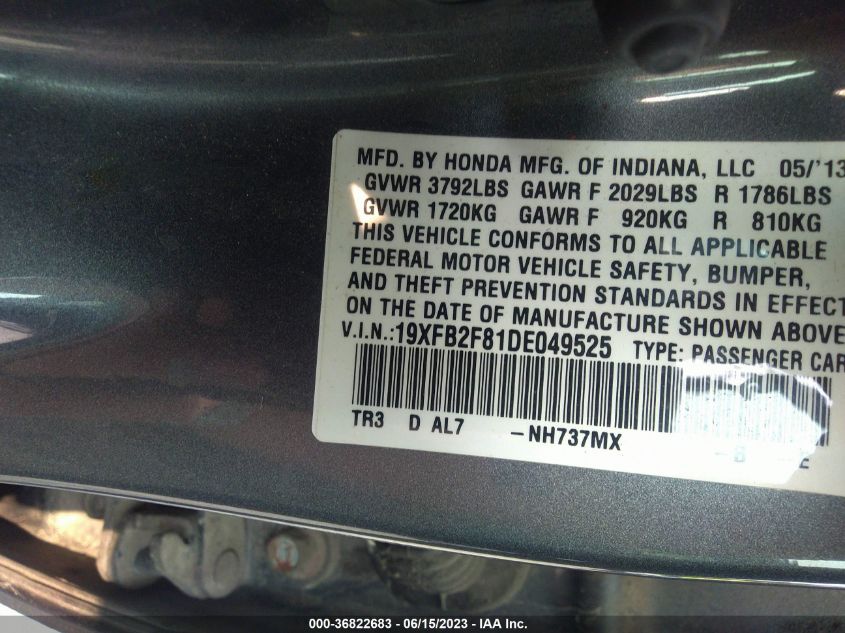 MFD. BY HONDA MFG. OF INDIANA, LLC 05/'13
GVWR 3792LBS GAWR F 2029LBS R 1786LBS
GVWR 1720KG GAWR F 920KG R 810KG
THIS VEHICLE CONFORMS TO ALL APPLICABLE
FEDERAL MOTOR VEHICLE SAFETY, BUMPER,
AND THEFT PREVENTION STANDARDS IN EFFECT
ON THE DATE OF MANUFACTURE SHOWN ABOVE
V.I.N.:19XFB2F81DE049525 TYPE: PASSENGER CAR
TR3 D AL7 -NH737MX -B
000-36822683 - 06/15/2023 - IAA Inc.